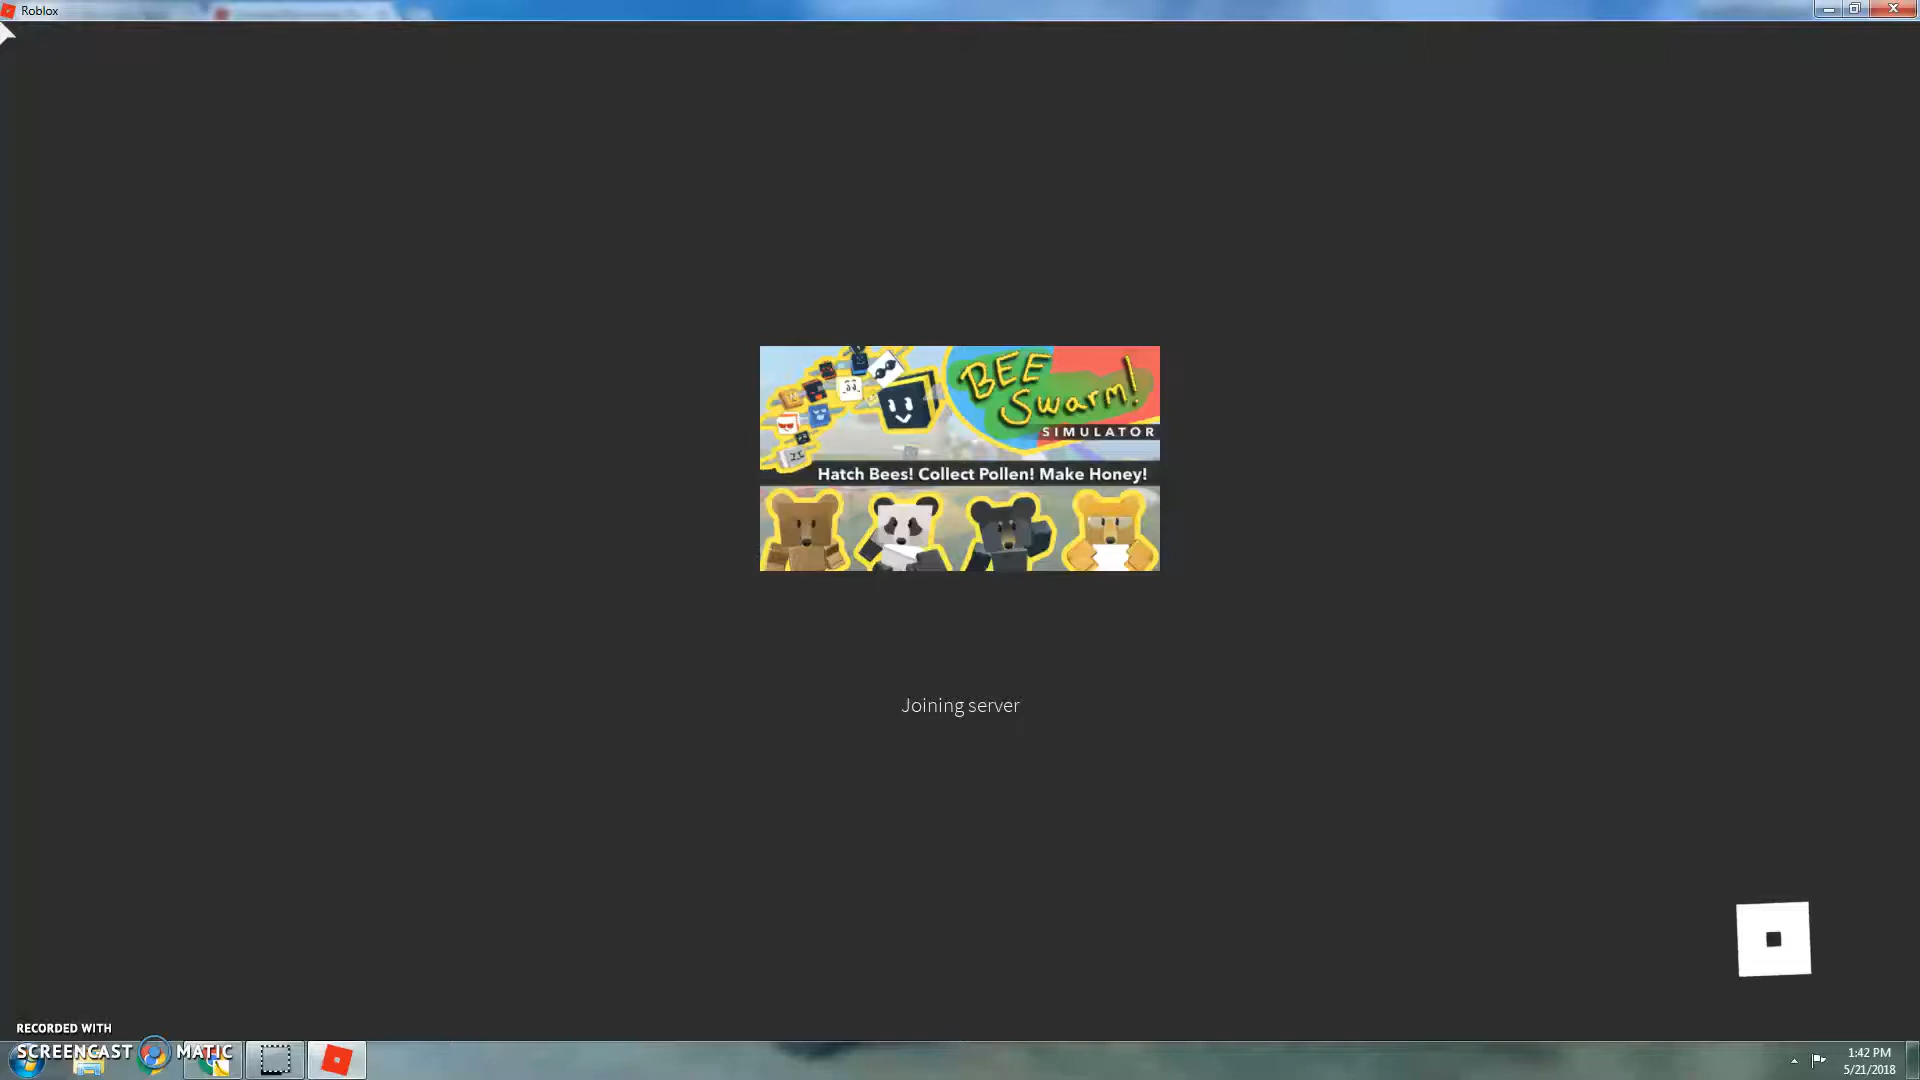 Roblox
BEE
Swarm!
SIMULATOR
Hatch Bees! Collect Pollen! Make Honey!
Joining server
RECORDED WITH
SCREENCAST MATIC
1:42 PM
5/21/2018